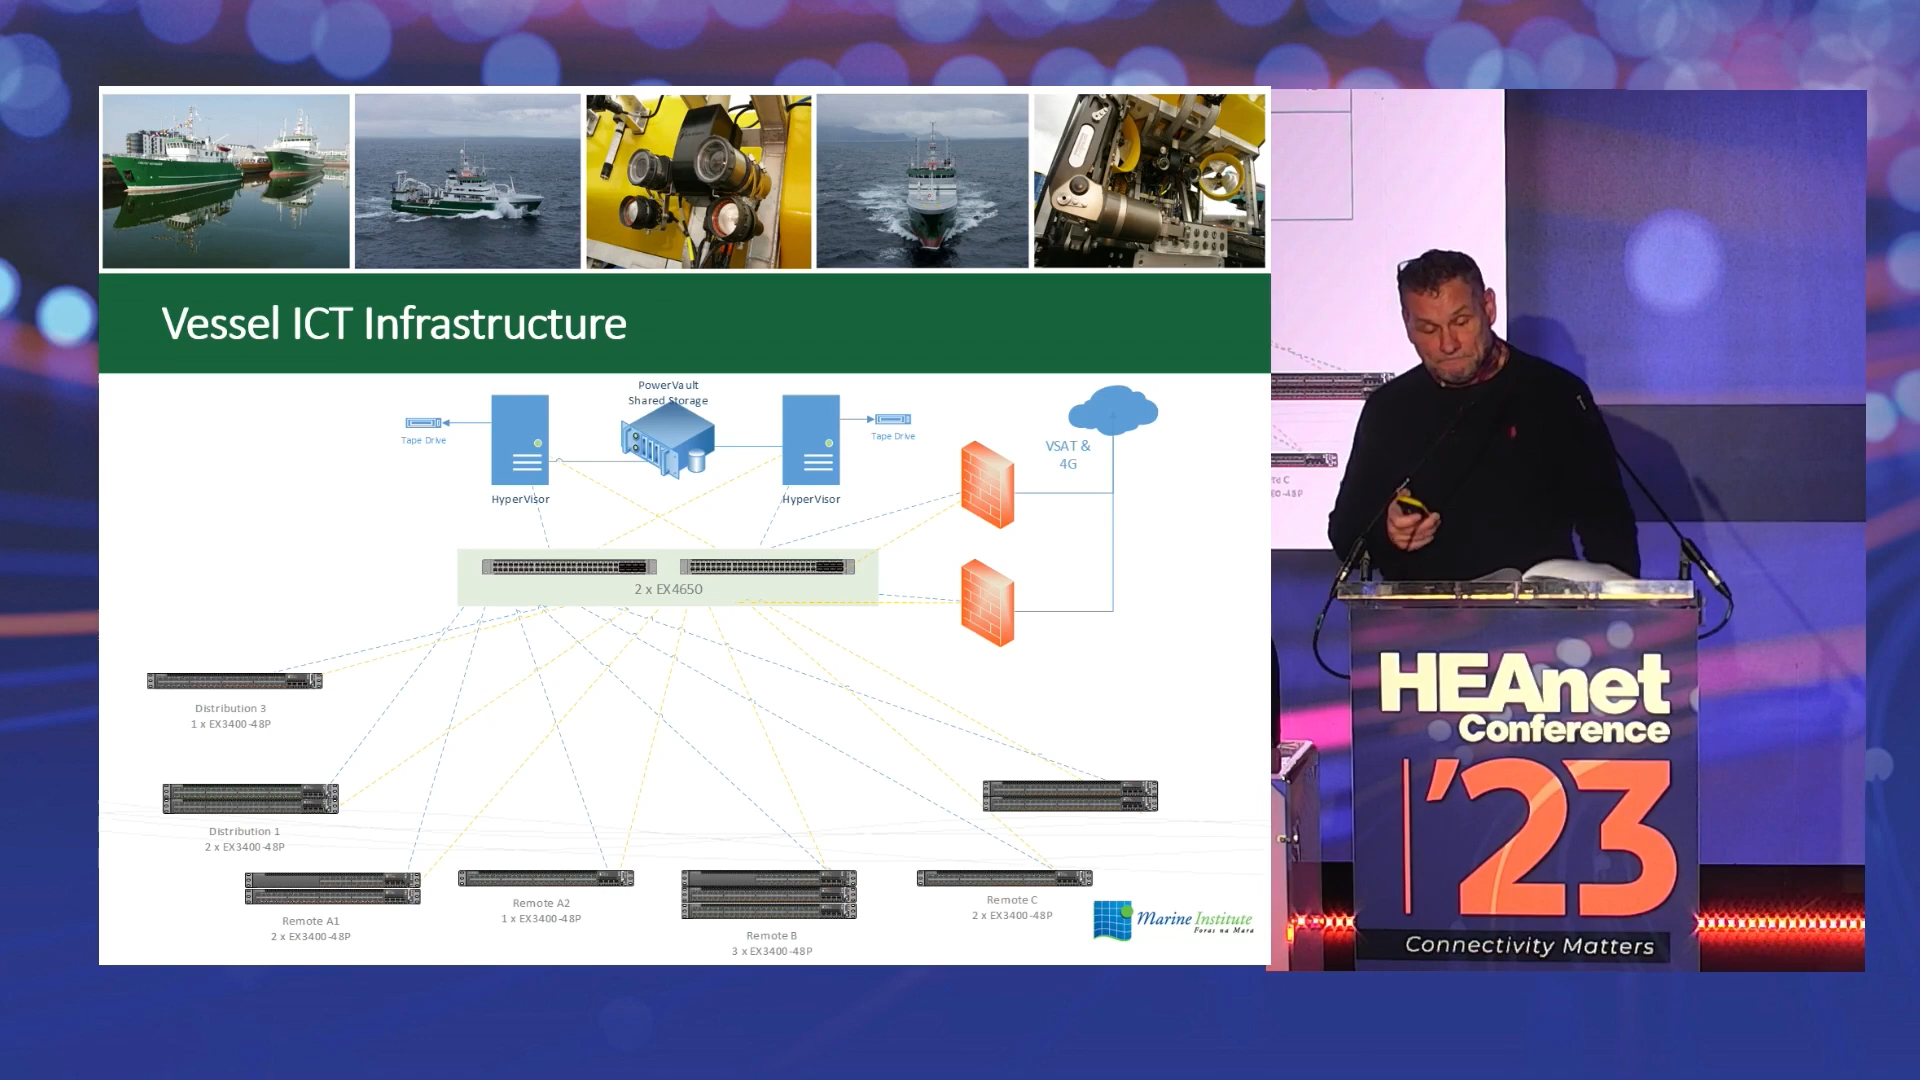 Vessel ICT Infrastructure
PowerVault
Shared Storage
Tape Drive
Tape Drive
HyperVisor
HyperVisor
VSAT &
4G
2 x EX4650
Distribution 3
1 x EX3400-48P
Distribution 1
2 x EX3400-48P
Remote A1
2 x EX3400-48P
Remote A2
1 x EX3400-48P
Remote B
3 x EX3400-48P
Remote C
2 x EX3400-48P
Marine Institute
Foras na Mara
HEAnet
Conference
'23
Connectivity Matters